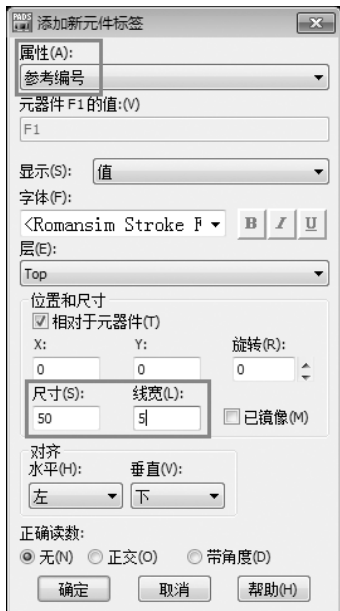 添加新元件标签
属性(A):
参考编号
元器件 F1 的值:(V)
F1
显示(S): 值
字体(F):
<Romansim Stroke F B I U
层(E):
Top
位置和尺寸
相对于元器件(T)
X: Y: 旋转(R):
0 0 0
尺寸(S): 线宽(L):
50 5 已镜像(M)
对齐
水平(H): 垂直(V):
左 下
正确读数:
无(N) 正交(O) 带角度(D)
确定 取消 帮助(H)